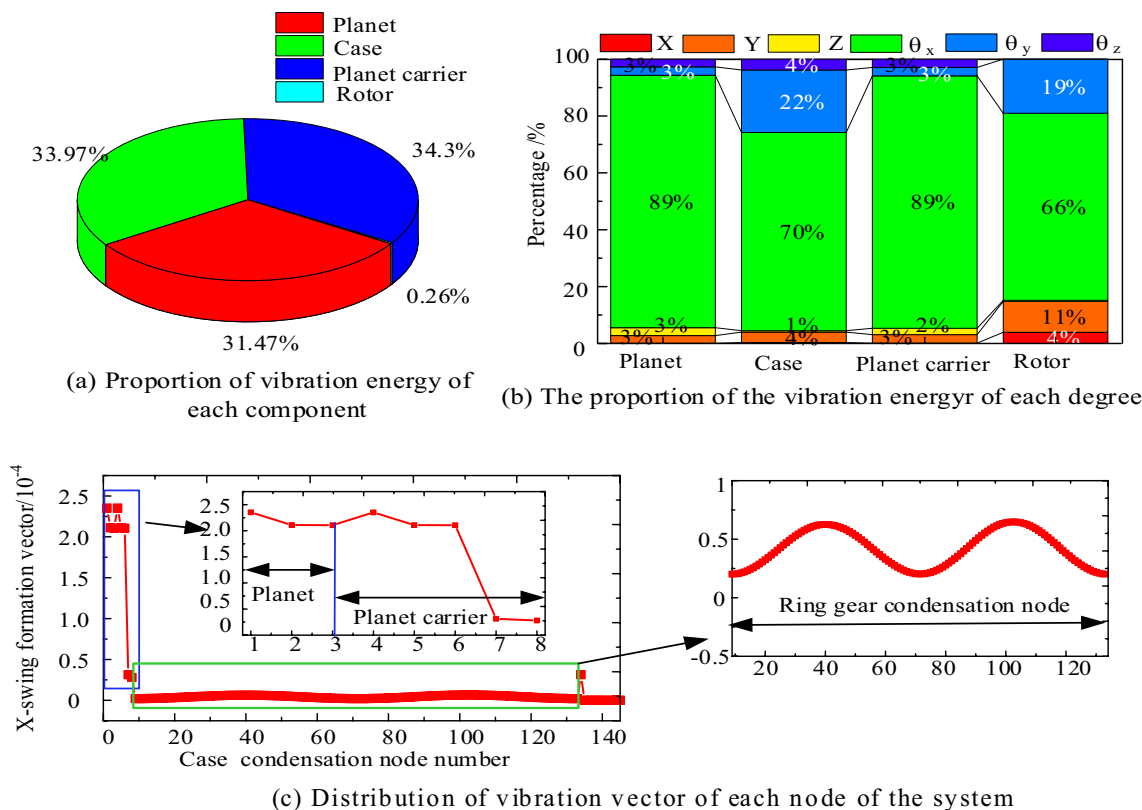 Planet
Case
Planet carrier
Rotor
33.97%
34.3%
0.26%
31.47%
(a) Proportion of vibration energy of
each component
X Y Z θx θy θz
Percentage /%
100
80
60
40
20
0
3% 3% 4% 3% 3%
22%
19%
89%
70%
89%
66%
3% 1% 2% 11%
3% 4% 3% 4%
Planet Case Planet carrier Rotor
(b) The proportion of the vibration energyr of each degree
X-swing formation vector/10-4
2.5
2.0
1.5
1.0
0.5
0
0 20 40 60 80 100 120 140
Case condensation node number
2.5
2.0
1.5
1.0
0.5
0
Planet
Planet carrier
1 2 3 4 5 6 7 8
1
0.5
0
-0.5
Ring gear condensation node
20 40 60 80 100 120
(c) Distribution of vibration vector of each node of the system